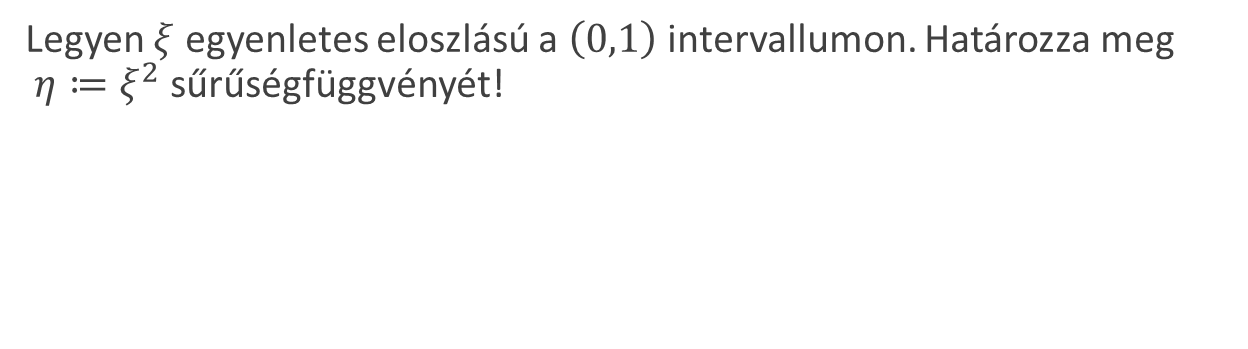 Legyen ξ egyenletes eloszlású a (0,1) intervallumon. Határozza meg
η ≔ ξ² sűrűségfüggvényét!